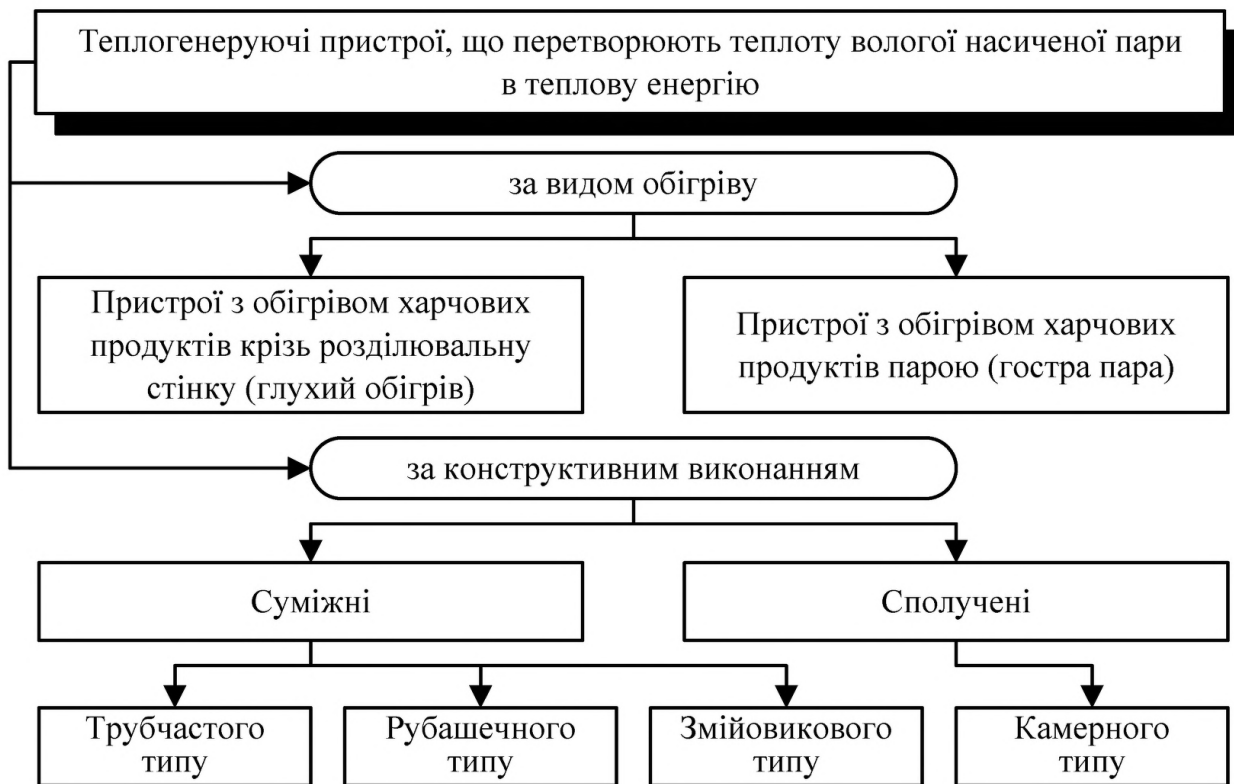 Теплогенеруючі пристрої, що перетворюють теплоту вологої насиченої пари
в теплову енергію
за видом обігріву
Пристрої з обігрівом харчових
продуктів крізь розділювальну
стінку (глухий обігрів)
Пристрої з обігрівом харчових
продуктів парою (гостра пара)
за конструктивним виконанням
Суміжні
Сполучені
Трубчастого
типу
Рубашечного
типу
Змійовикового
типу
Камерного
типу